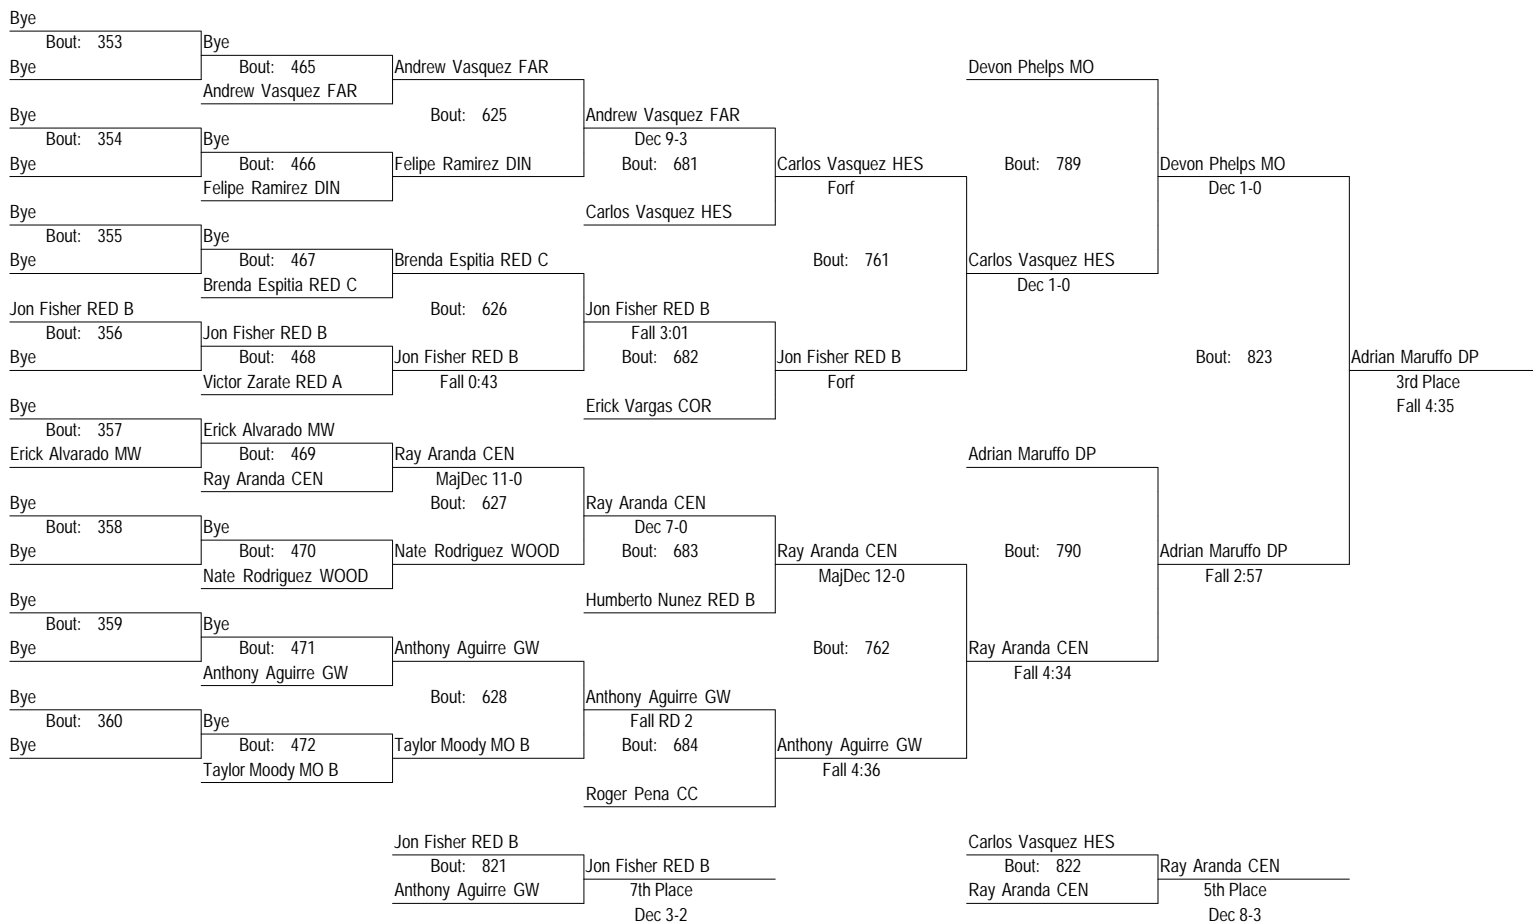 Bye
Bout: 353 Bye
Bye Bout: 465 Andrew Vasquez FAR Devon Phelps MO
Andrew Vasquez FAR
Bye Bout: 625 Andrew Vasquez FAR
Bout: 354 Bye Dec 9-3
Bye Bout: 466 Felipe Ramirez DIN Bout: 681 Carlos Vasquez HES Bout: 789 Devon Phelps MO
Felipe Ramirez DIN Forf Dec 1-0
Bye Carlos Vasquez HES
Bout: 355 Bye
Bye Bout: 467 Brenda Espitia RED C Bout: 761 Carlos Vasquez HES
Brenda Espitia RED C Dec 1-0
Jon Fisher RED B Bout: 626 Jon Fisher RED B
Bout: 356 Jon Fisher RED B Fall 3:01
Bye Bout: 468 Jon Fisher RED B Bout: 682 Jon Fisher RED B Bout: 823 Adrian Maruffo DP
Victor Zarate RED A Fall 0:43 Forf 3rd Place
Bye Erick Vargas COR Fall 4:35
Bout: 357 Erick Alvarado MW
Erick Alvarado MW Bout: 469 Ray Aranda CEN Adrian Maruffo DP
Ray Aranda CEN MajDec 11-0
Bye Bout: 627 Ray Aranda CEN
Bout: 358 Bye Dec 7-0
Bye Bout: 470 Nate Rodriguez WOOD Bout: 683 Ray Aranda CEN Bout: 790 Adrian Maruffo DP
Nate Rodriguez WOOD MajDec 12-0 Fall 2:57
Bye Humberto Nunez RED B
Bout: 359 Bye
Bye Bout: 471 Anthony Aguirre GW Bout: 762 Ray Aranda CEN
Anthony Aguirre GW Fall 4:34
Bye Bout: 628 Anthony Aguirre GW
Bout: 360 Bye Fall RD 2
Bye Bout: 472 Taylor Moody MO B Bout: 684 Anthony Aguirre GW
Taylor Moody MO B Fall 4:36
Roger Pena CC
Jon Fisher RED B Carlos Vasquez HES
Bout: 821 Jon Fisher RED B Bout: 822 Ray Aranda CEN
Anthony Aguirre GW 7th Place Ray Aranda CEN 5th Place
Dec 3-2 Dec 8-3